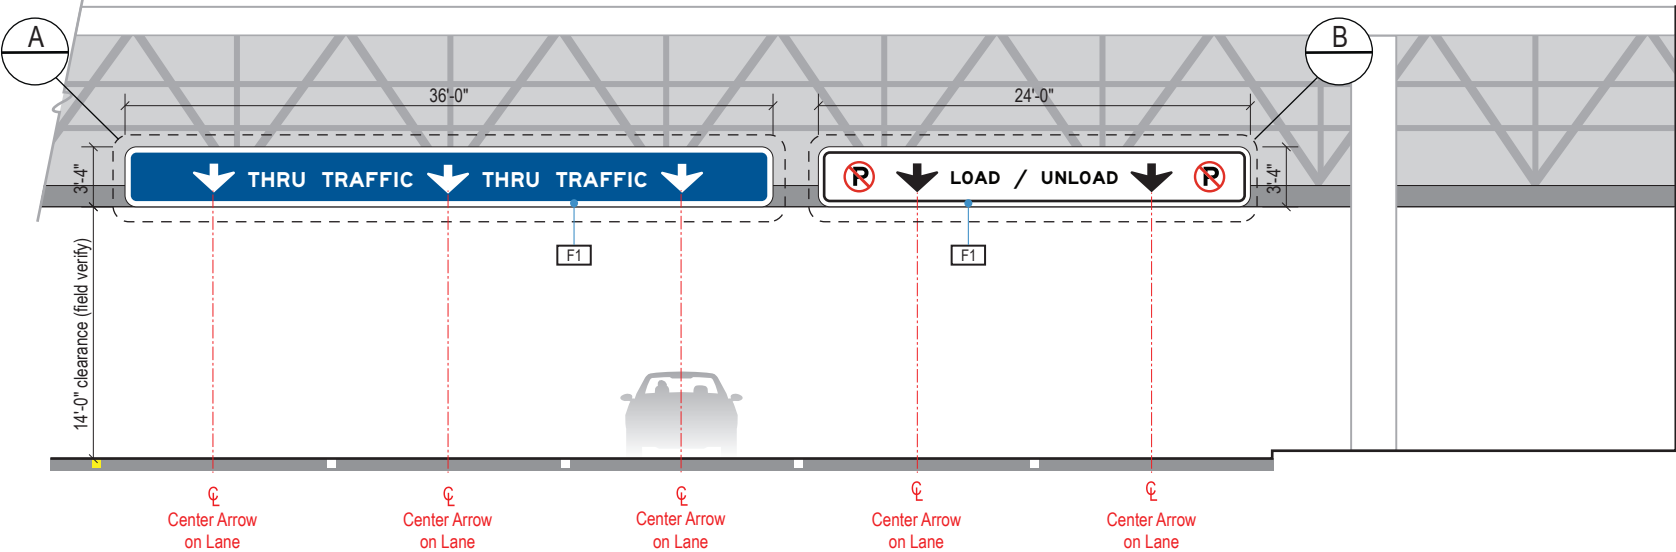 A
B
36'-0"
24'-0"
3'-4"
THRU TRAFFIC THRU TRAFFIC
P LOAD / UNLOAD P
3'-4"
F1
F1
14'-0" clearance (field verify)
℄
Center Arrow
on Lane
℄
Center Arrow
on Lane
℄
Center Arrow
on Lane
℄
Center Arrow
on Lane
℄
Center Arrow
on Lane